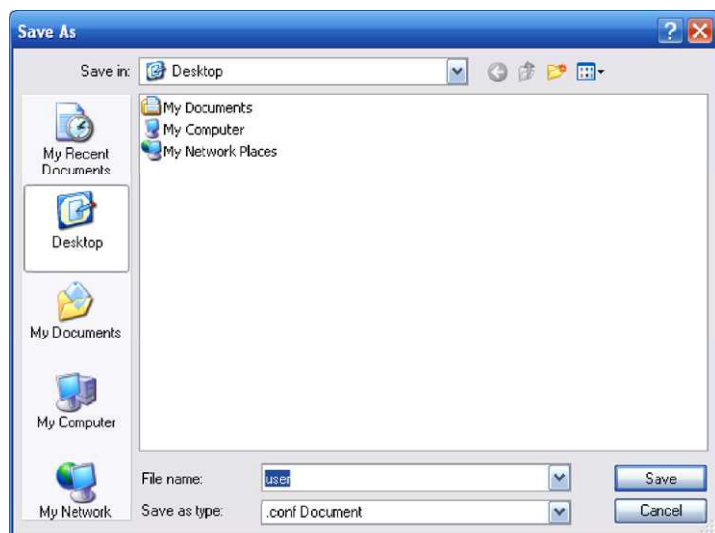 Save As
Save in:
Desktop
My Recent
Documents
Desktop
My Documents
My Computer
My Network
My Documents
My Computer
My Network Places
File name:
user
Save
Save as type:
.conf Document
Cancel